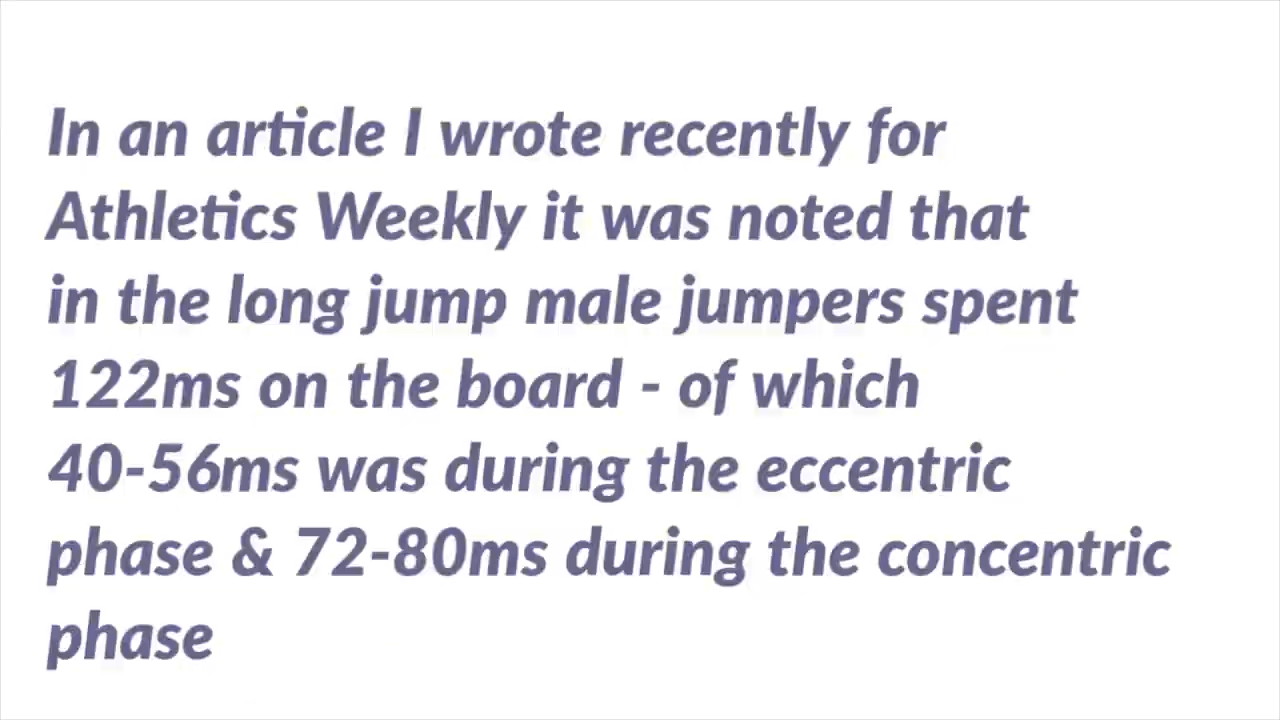 In an article I wrote recently for
Athletics Weekly it was noted that
in the long jump male jumpers spent
122ms on the board - of which
40-56ms was during the eccentric
phase & 72-80ms during the concentric
phase